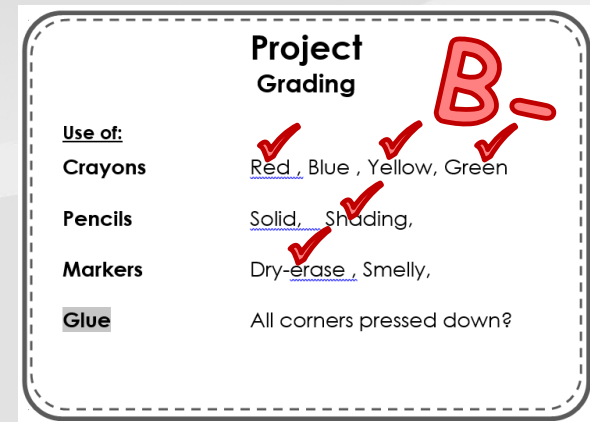 Project
Grading
B-
Use of:
Crayons Red , Blue , Yellow, Green
Pencils Solid, Shading,
Markers Dry-erase , Smelly,
Glue All corners pressed down?